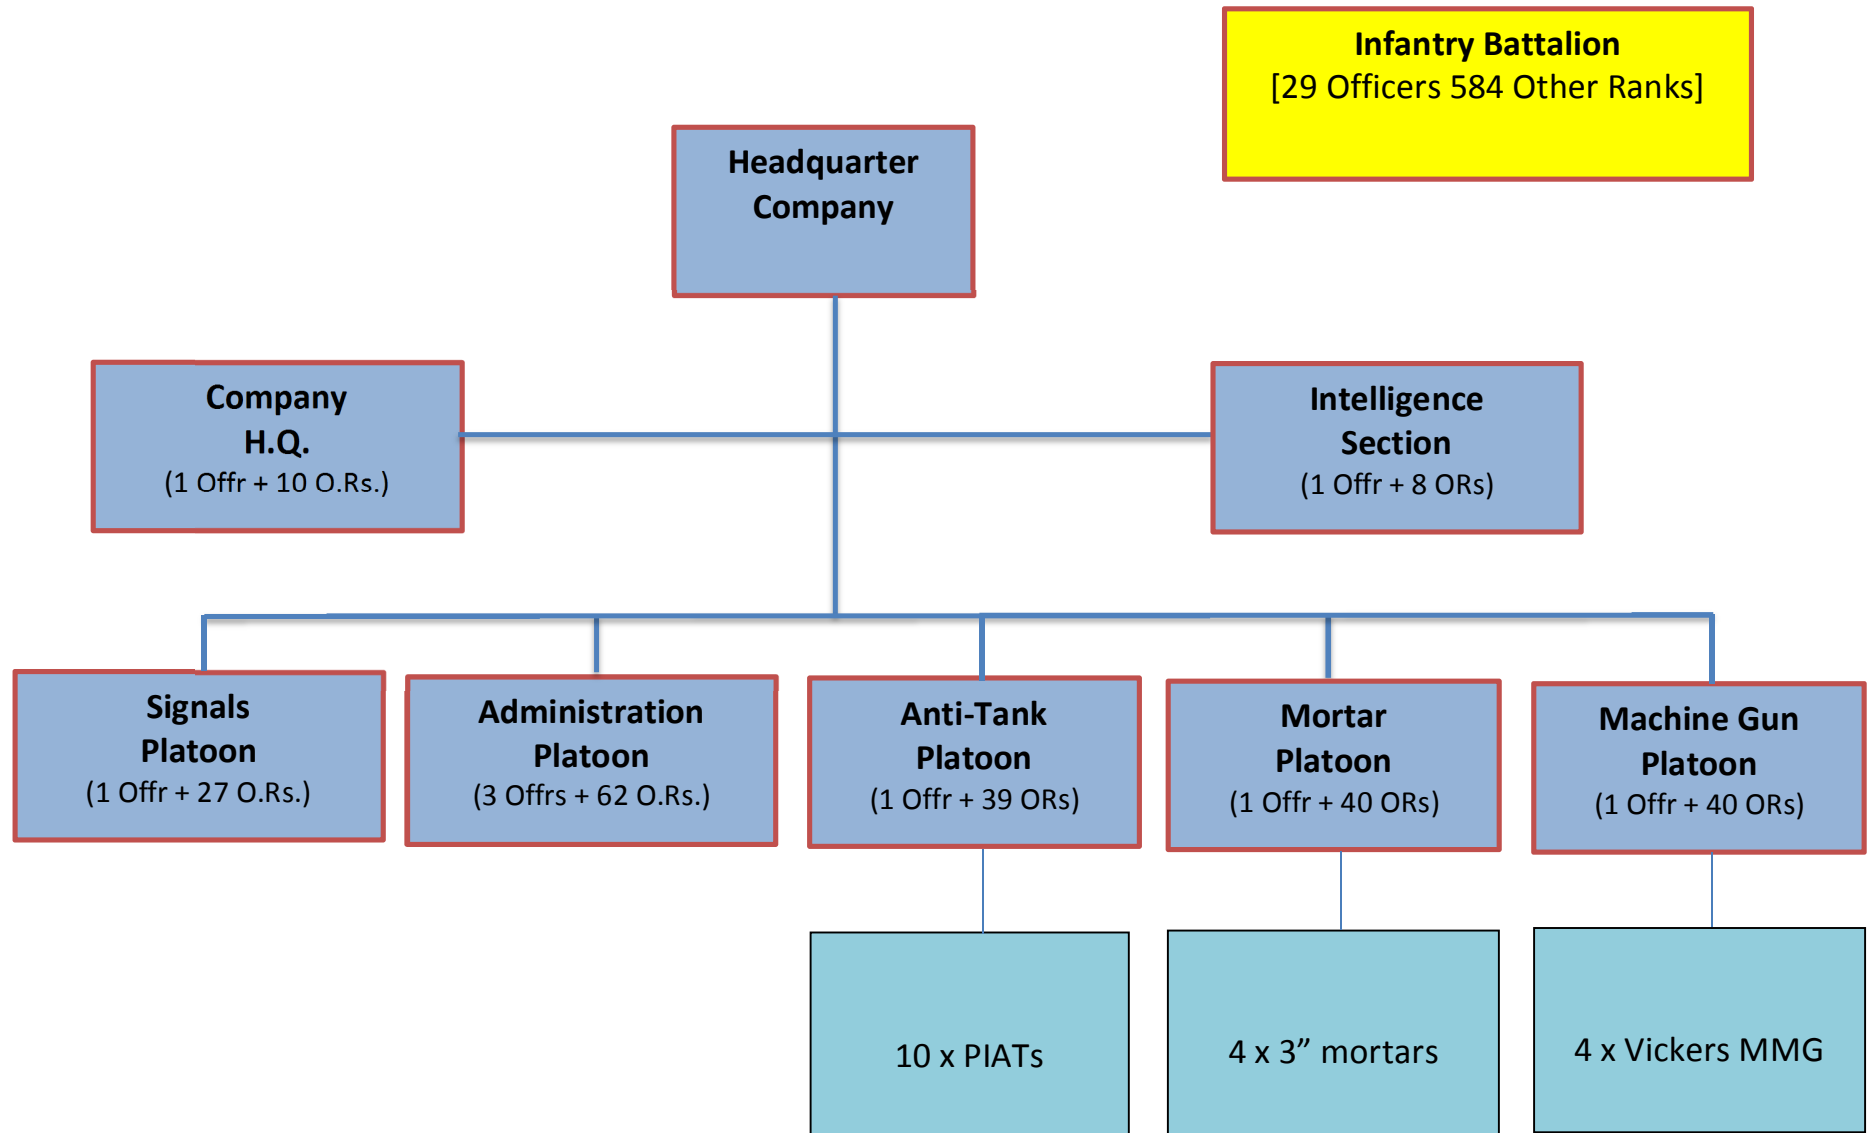 Infantry Battalion
[29 Officers 584 Other Ranks]
Headquarter
Company
Company
H.Q.
(1 Offr + 10 O.Rs.)
Intelligence
Section
(1 Offr + 8 ORs)
Signals
Platoon
(1 Offr + 27 O.Rs.)
Administration
Platoon
(3 Offrs + 62 O.Rs.)
Anti-Tank
Platoon
(1 Offr + 39 ORs)
Mortar
Platoon
(1 Offr + 40 ORs)
Machine Gun
Platoon
(1 Offr + 40 ORs)
10 x PIATs
4 x 3” mortars
4 x Vickers MMG